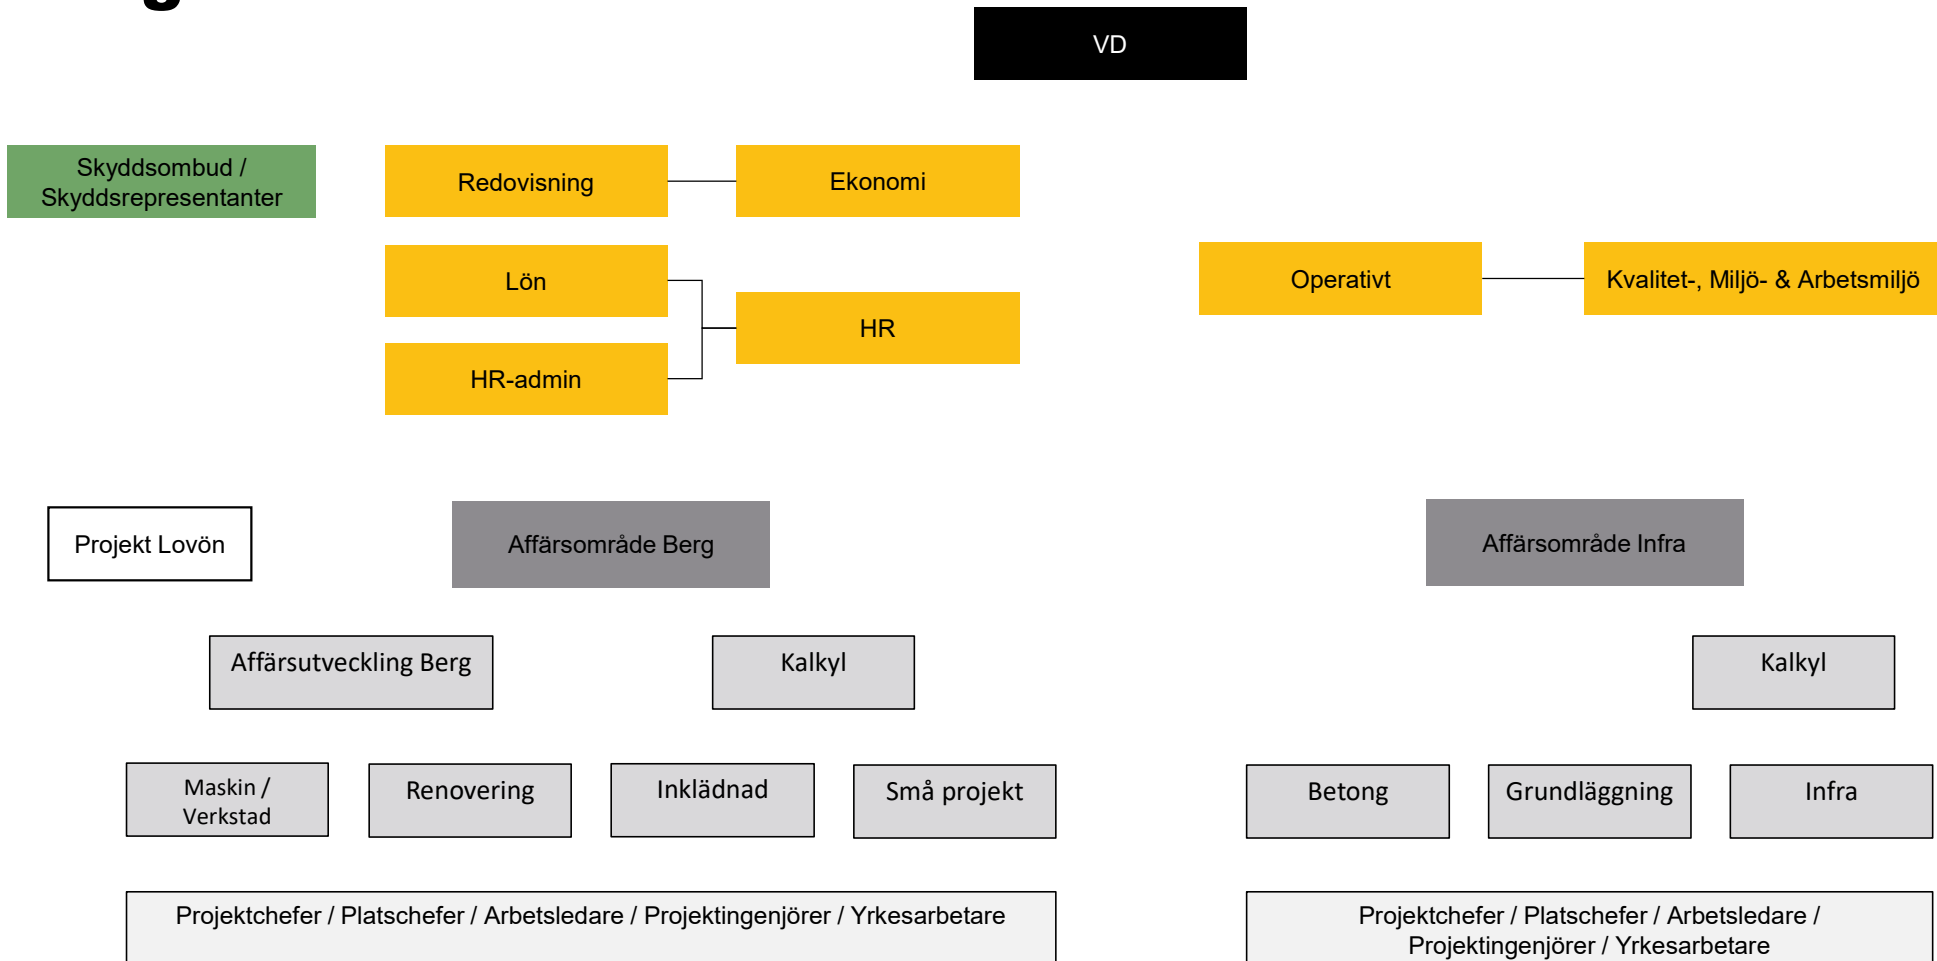 VD
Skyddsombud /
Skyddsrepresentanter
Redovisning
Ekonomi
Lön
HR
HR-admin
Operativt
Kvalitet-, Miljö- & Arbetsmiljö
Projekt Lovön
Affärsområde Berg
Affärsområde Infra
Affärsutveckling Berg
Kalkyl
Kalkyl
Maskin /
Verkstad
Renovering
Inklädnad
Små projekt
Betong
Grundläggning
Infra
Projektchefer / Platschefer / Arbetsledare / Projektingenjörer / Yrkesarbetare
Projektchefer / Platschefer / Arbetsledare /
Projektingenjörer / Yrkesarbetare